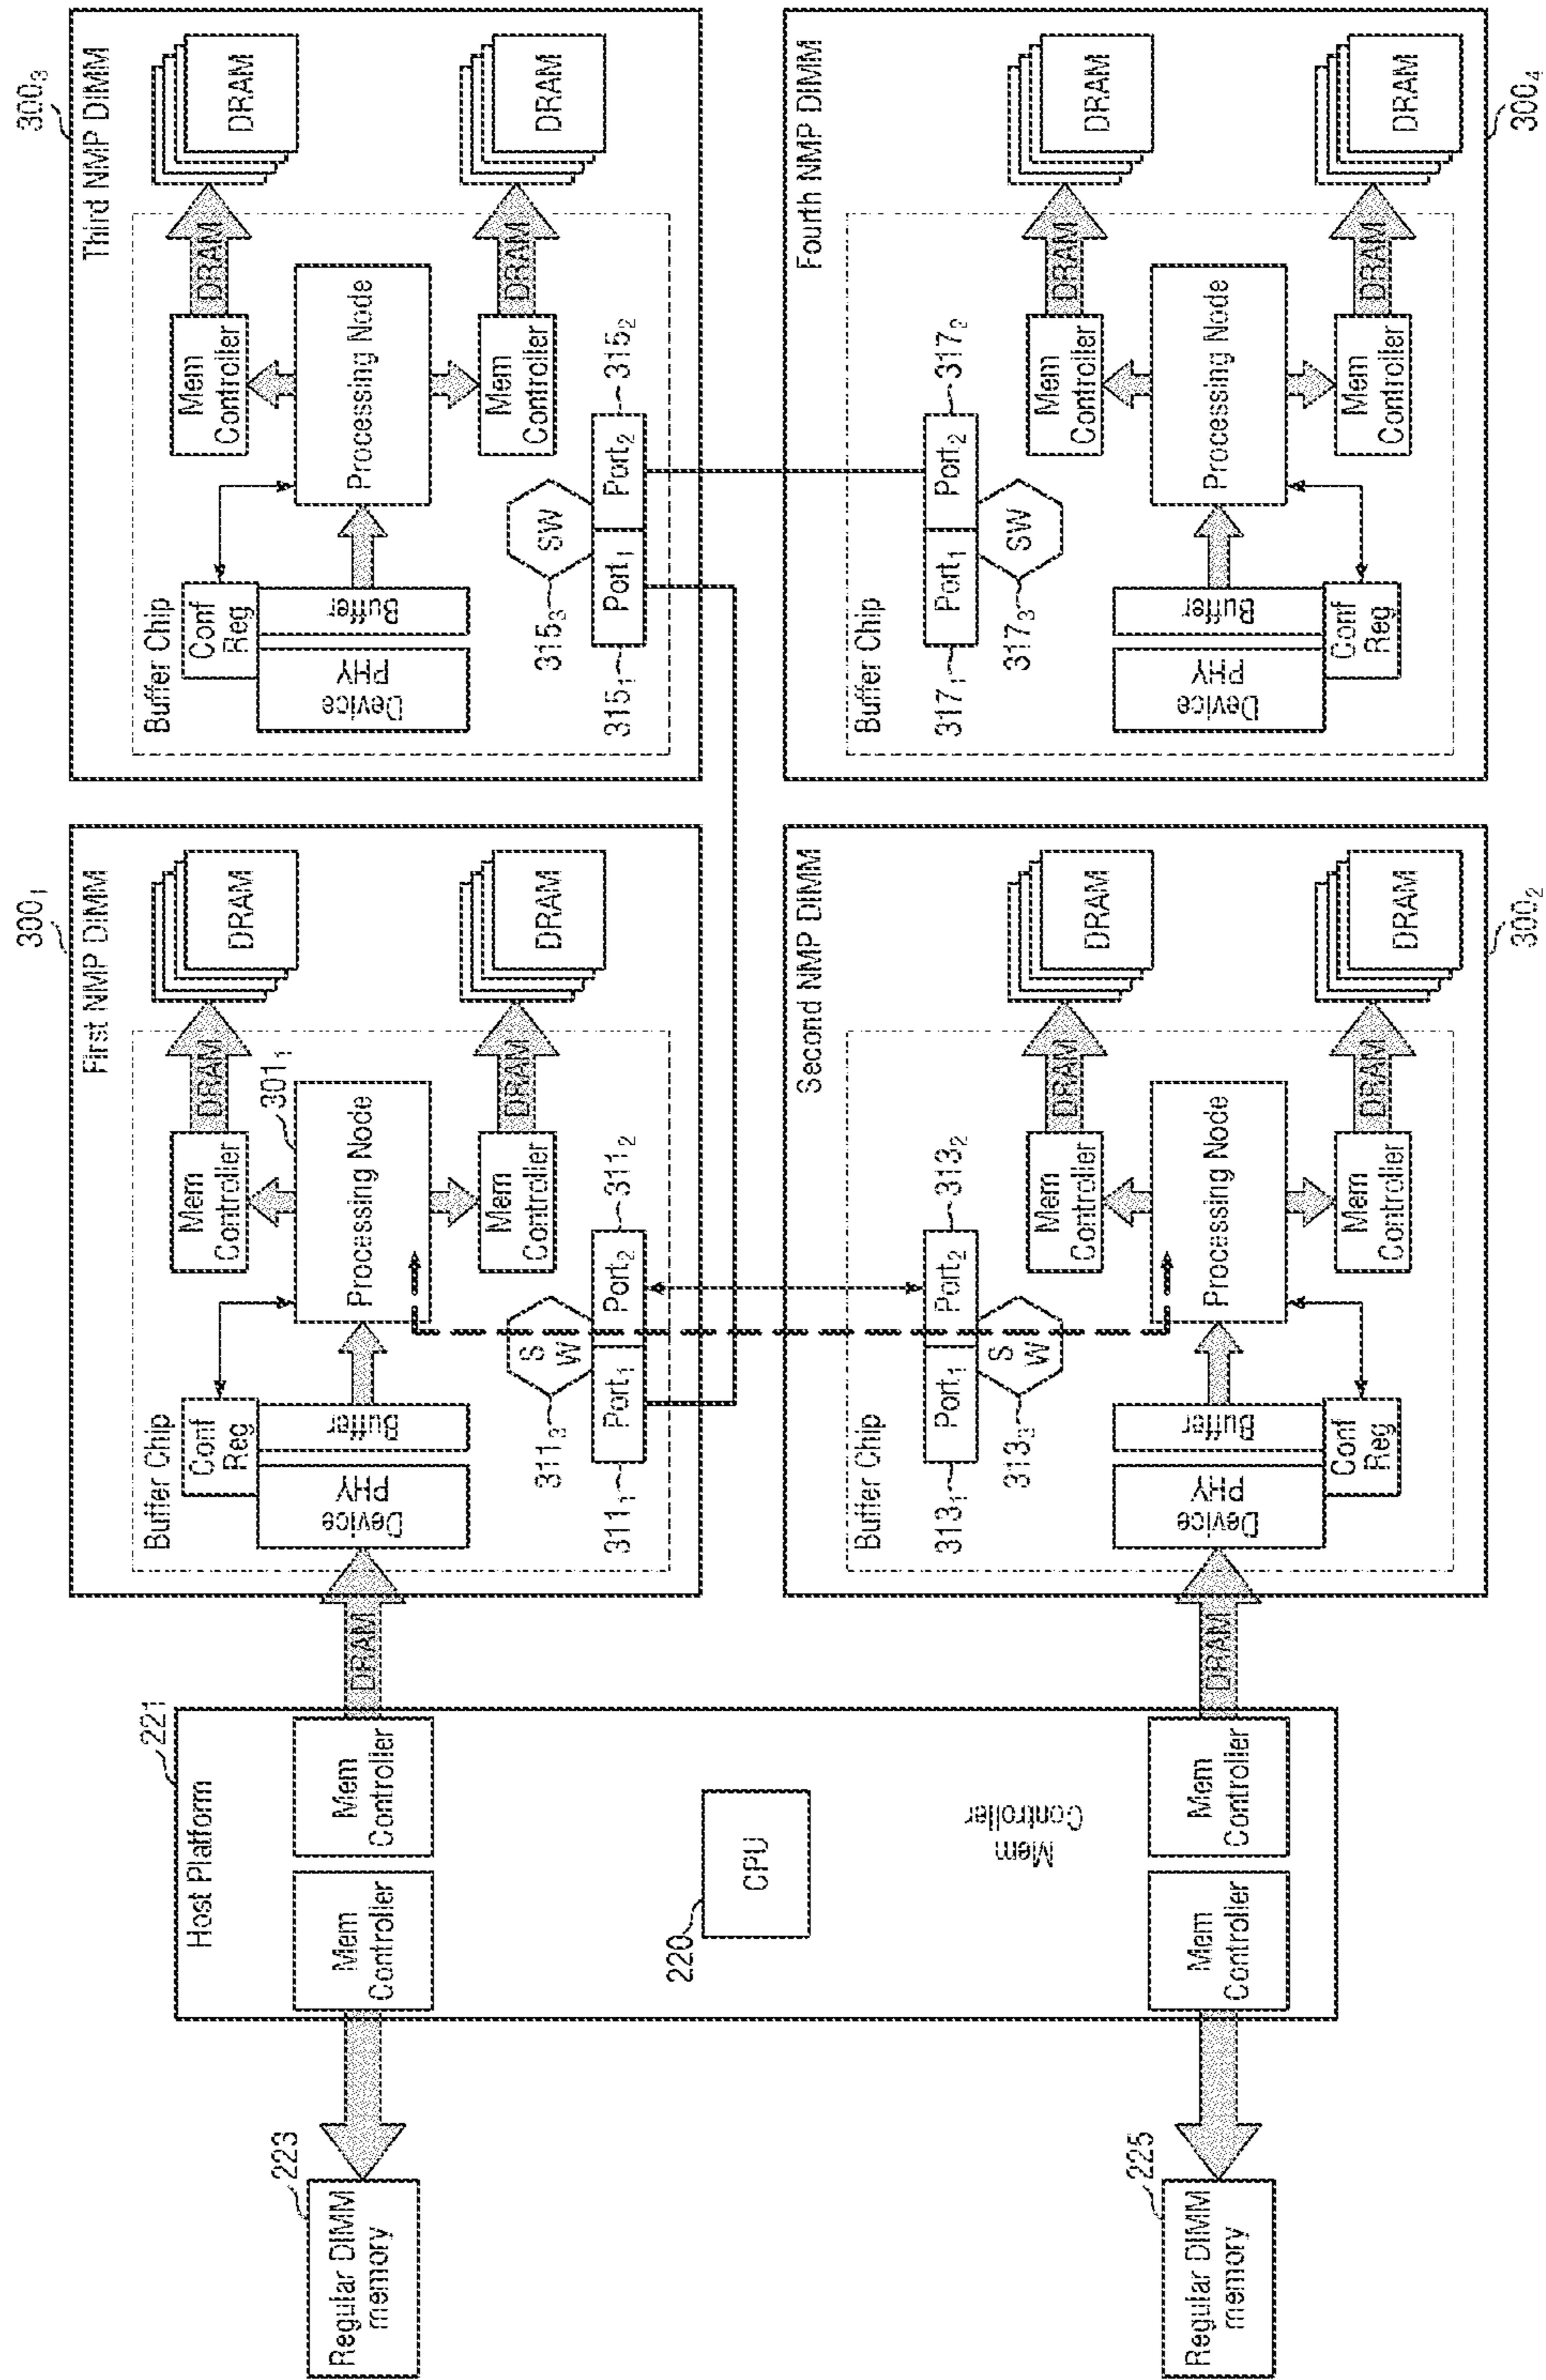 Regular DIMM
memory
223
Regular DIMM
memory
225
Host Platform
221
Mem
Controller
Mem
Controller
CPU
220
Mem
Controller
Mem
Controller
Mem
Controller
DRAM
DRAM
First NMP DIMM
300₁
Buffer Chip
Conf
Reg
Device
PHY
Buffer
Processing Node
301₁
Mem
Controller
DRAM
DRAM
Mem
Controller
DRAM
DRAM
S
W
311₃
Port₁
Port₂
311₁
311₂
Second NMP DIMM
300₂
Buffer Chip
313₁
Port₁
Port₂
313₂
S
W
313₃
Device
PHY
Buffer
Conf
Reg
Processing Node
Mem
Controller
DRAM
DRAM
Mem
Controller
DRAM
DRAM
Third NMP DIMM
300₃
Buffer Chip
Conf
Reg
Device
PHY
Buffer
Processing Node
Mem
Controller
DRAM
DRAM
Mem
Controller
DRAM
DRAM
SW
315₃
Port₁
Port₂
315₁
315₂
Fourth NMP DIMM
300₄
Buffer Chip
317₁
Port₁
Port₂
317₂
SW
317₃
Device
PHY
Buffer
Conf
Reg
Processing Node
Mem
Controller
DRAM
DRAM
Mem
Controller
DRAM
DRAM